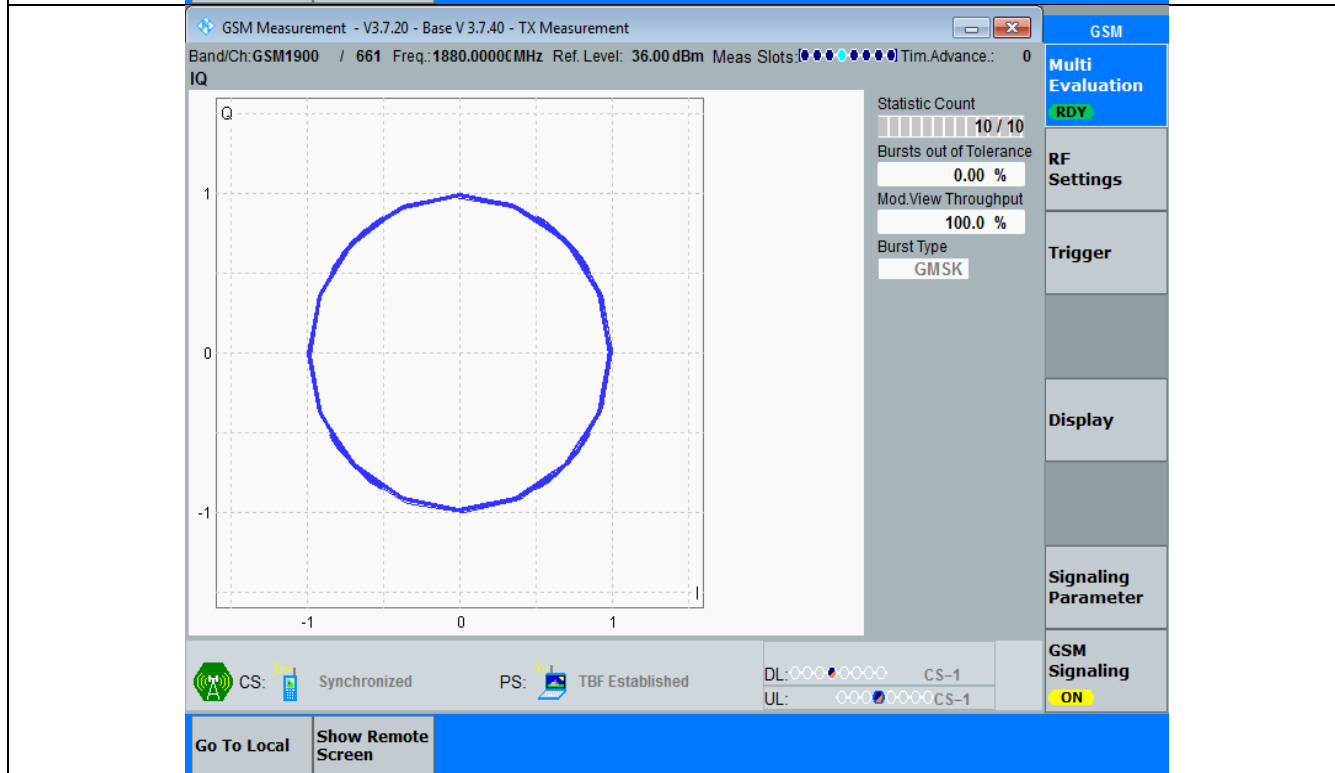 GSM Measurement - V3.7.20 - Base V 3.7.40 - TX Measurement
GSM
Band/Ch:GSM1900 / 661 Freq.:1880.00000MHz Ref. Level: 36.00 dBm Meas Slots: Tim.Advance.: 0
IQ
Multi
Evaluation
RDY
Q
1
0
-1
-1 0 1
I
Statistic Count
10 / 10
Bursts out of Tolerance
0.00 %
Mod.View Throughput
100.0 %
Burst Type
GMSK
RF
Settings
Trigger
Display
Signaling
Parameter
GSM
Signaling
ON
CS: Synchronized PS: TBF Established
DL: CS–1
UL: CS–1
Go To Local
Show Remote
Screen